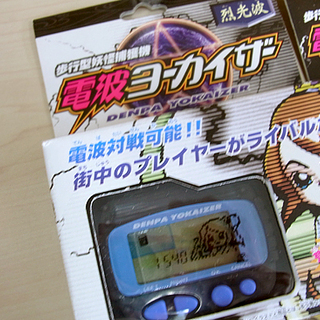 烈光波
歩行型妖怪捕獲機
電波ヨーカイザー
DENPA YOKAIZER
電波対戦可能!!
街中のプレイヤーがライバル
DENPA YOKAIZER
1590